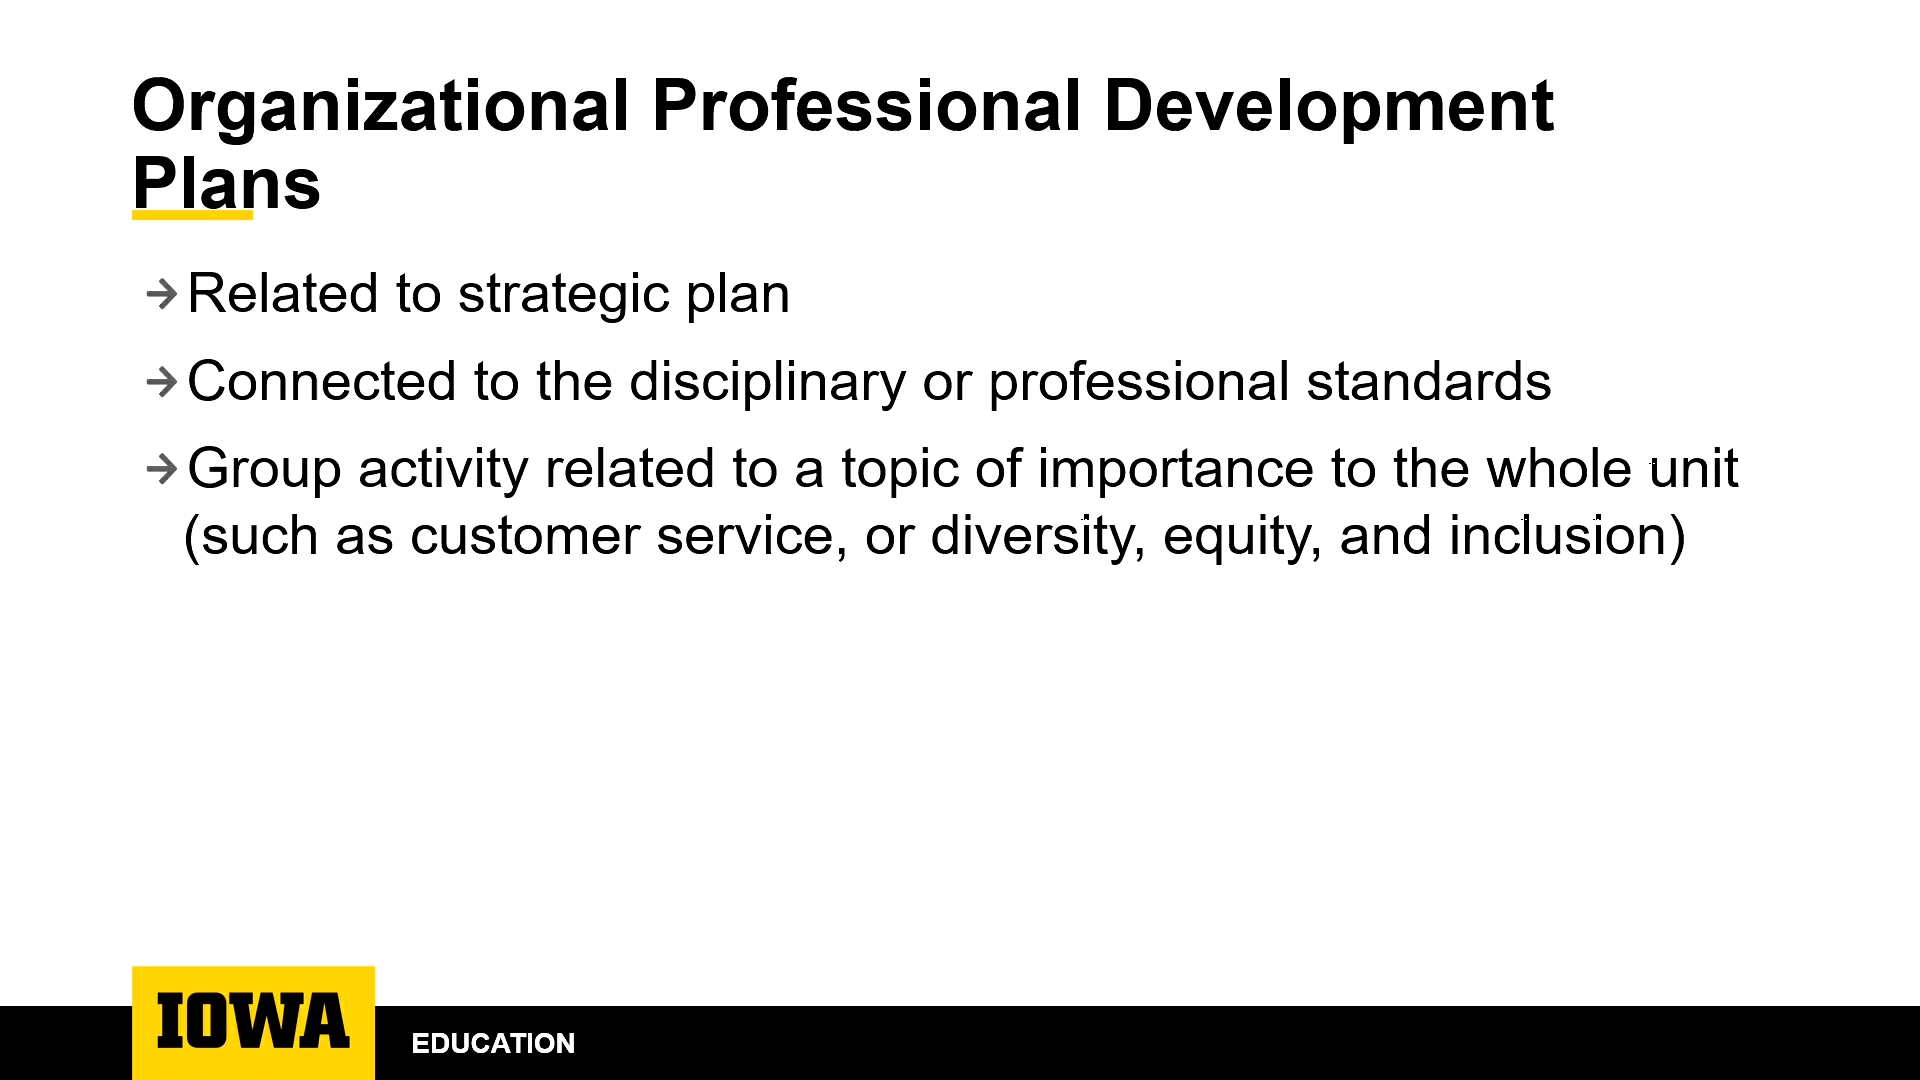 Organizational Professional Development
Plans
Related to strategic plan
Connected to the disciplinary or professional standards
Group activity related to a topic of importance to the whole unit
(such as customer service, or diversity, equity, and inclusion)
IOWA
EDUCATION